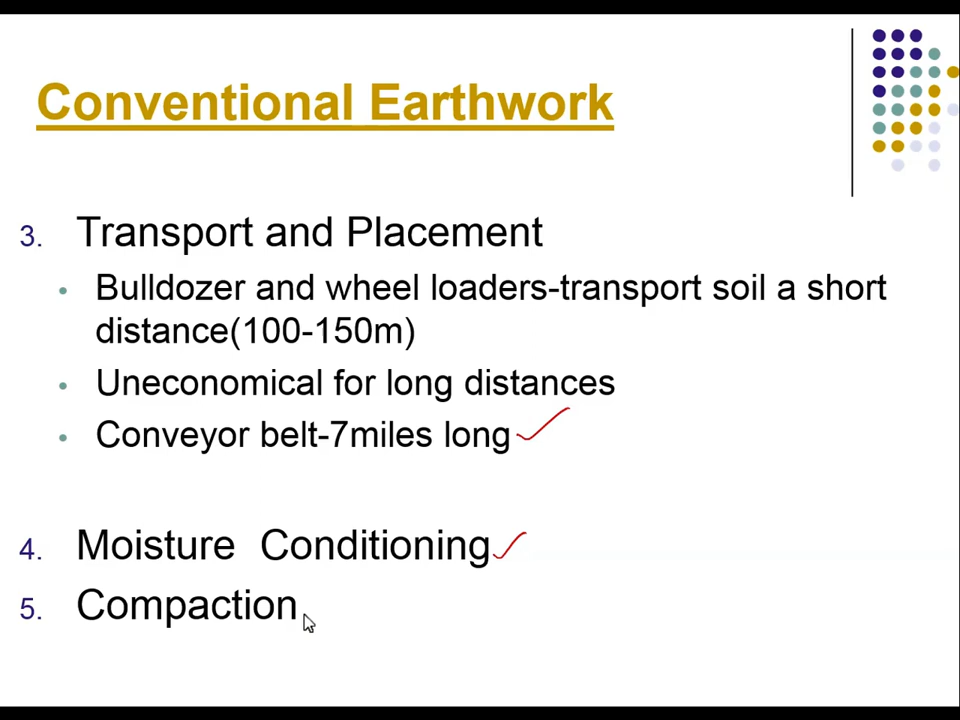 Conventional Earthwork
3. Transport and Placement
• Bulldozer and wheel loaders-transport soil a short
distance(100-150m)
• Uneconomical for long distances
• Conveyor belt-7miles long
4. Moisture Conditioning
5. Compaction